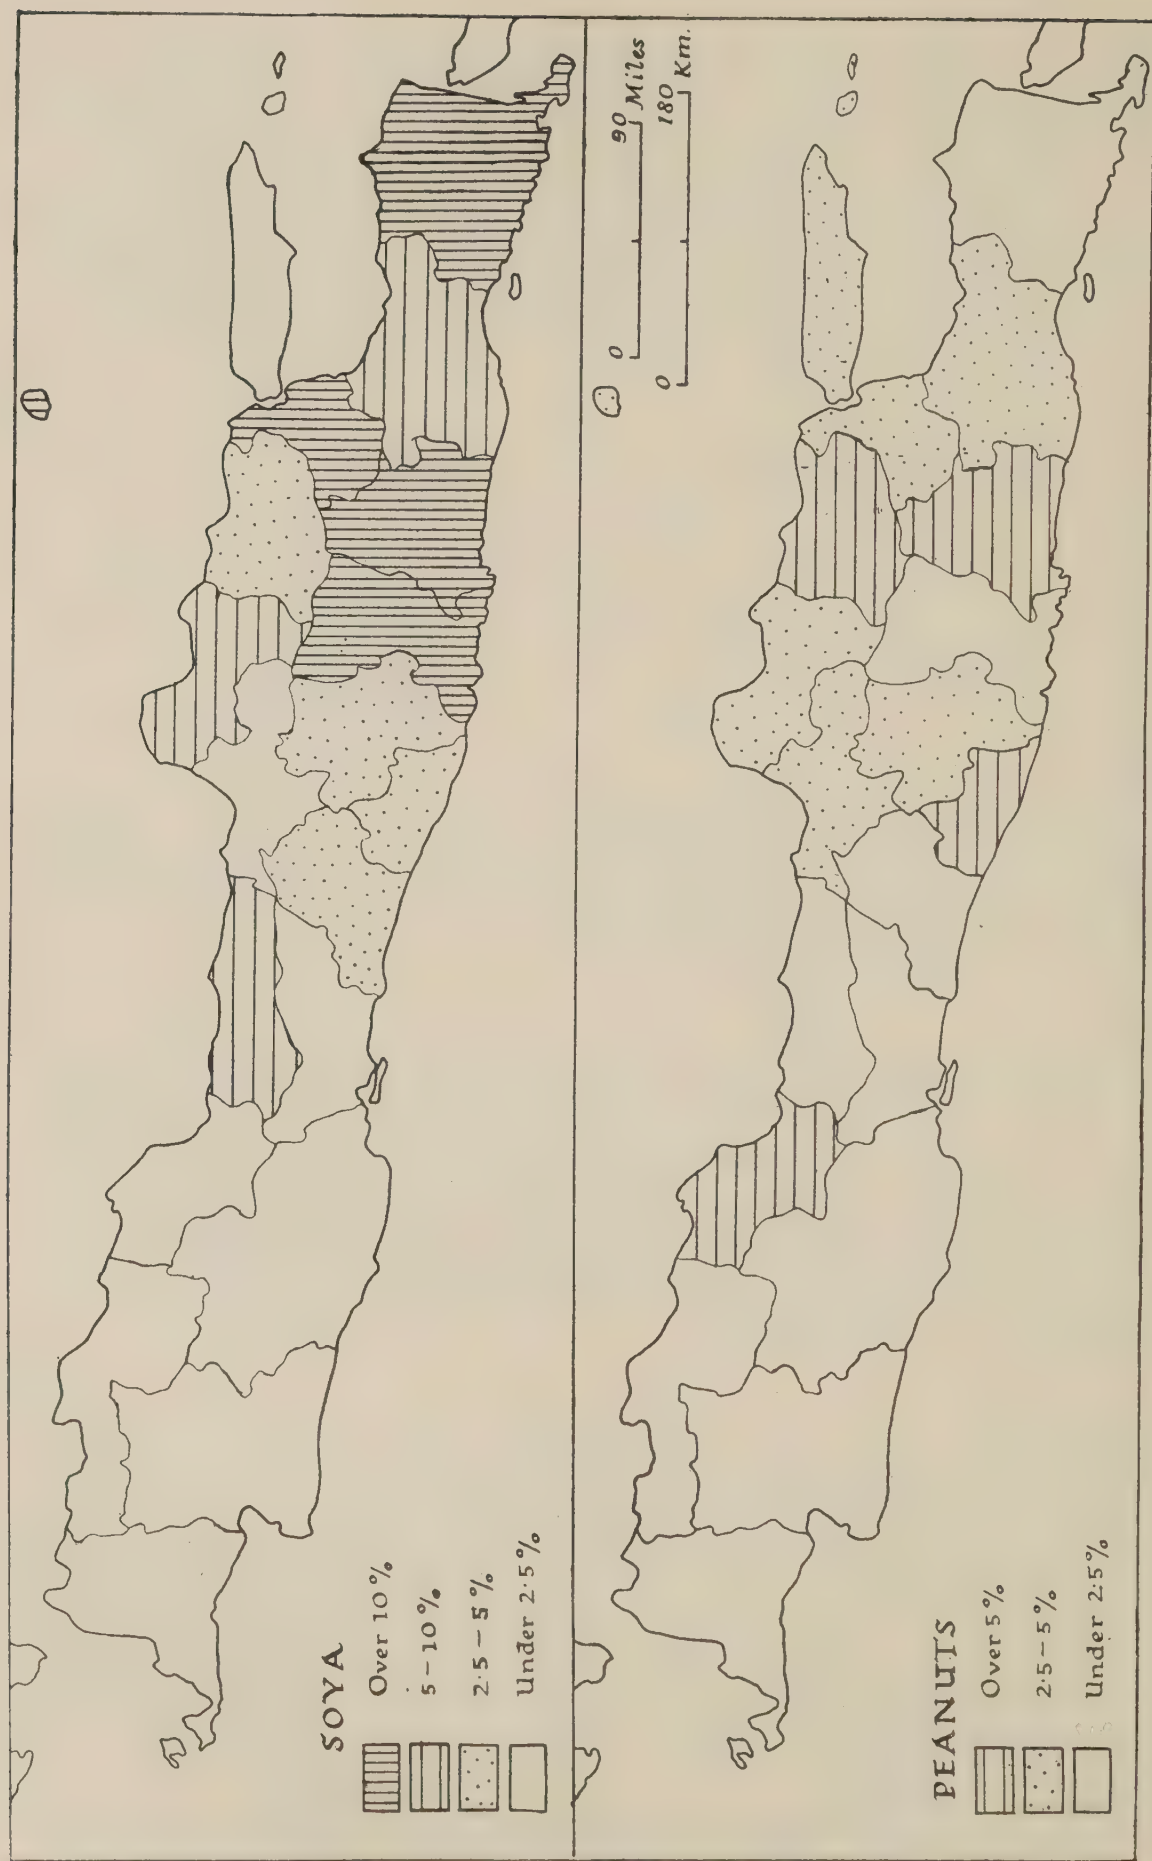 SOYA
Over 10%
5 – 10%
2·5 – 5%
Under 2·5%
0 90 Miles
0 180 Km.
PEANUTS
Over 5%
2·5 – 5%
Under 2·5%